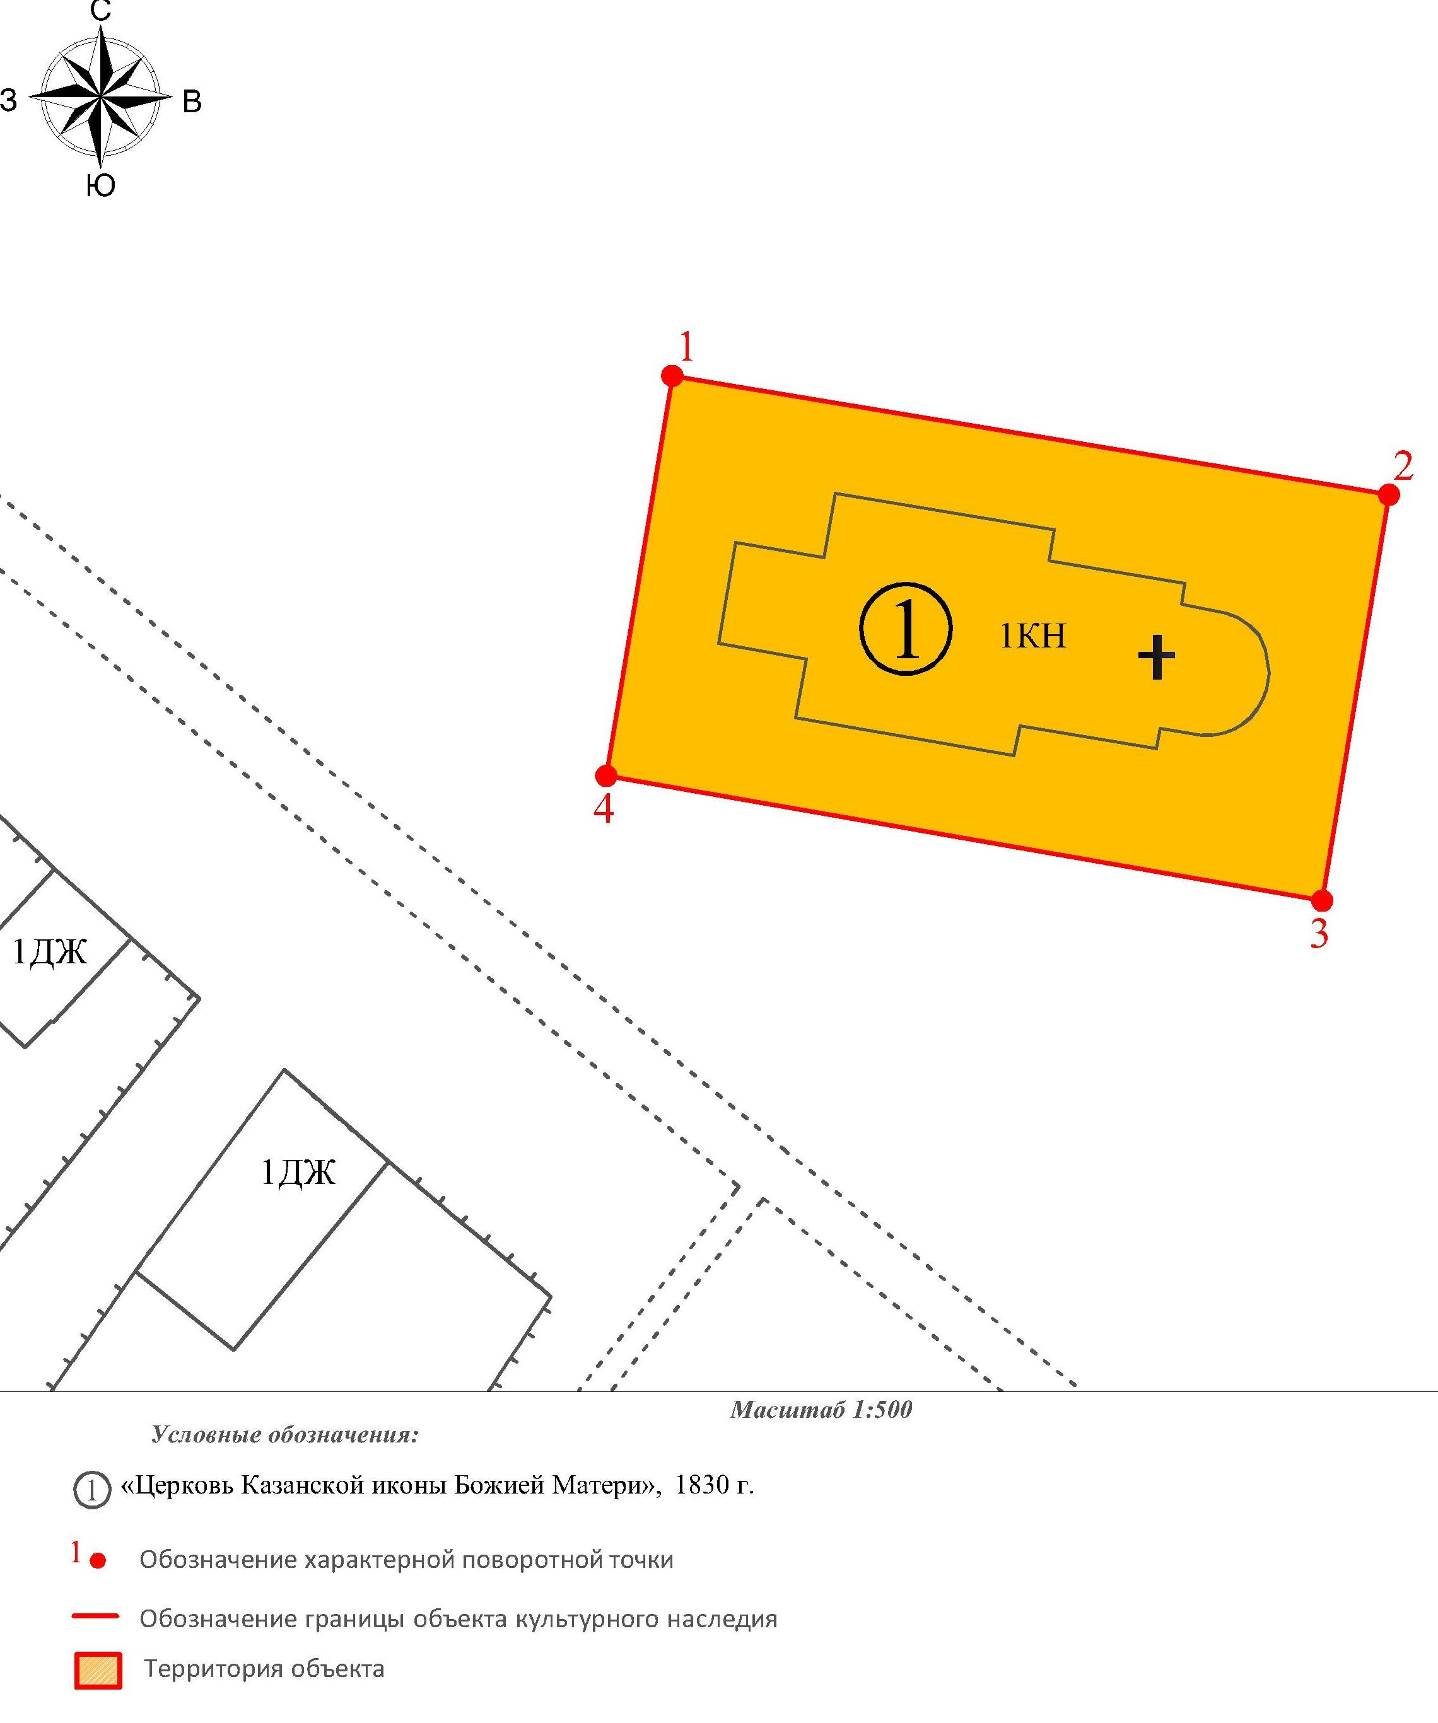 С
З
В
Ю
1
2
1
1КН
4
3
1ДЖ
1ДЖ
Масштаб 1:500
Условные обозначения:
1 «Церковь Казанской иконы Божией Матери», 1830 г.
1 Обозначение характерной поворотной точки
Обозначение границы объекта культурного наследия
Территория объекта